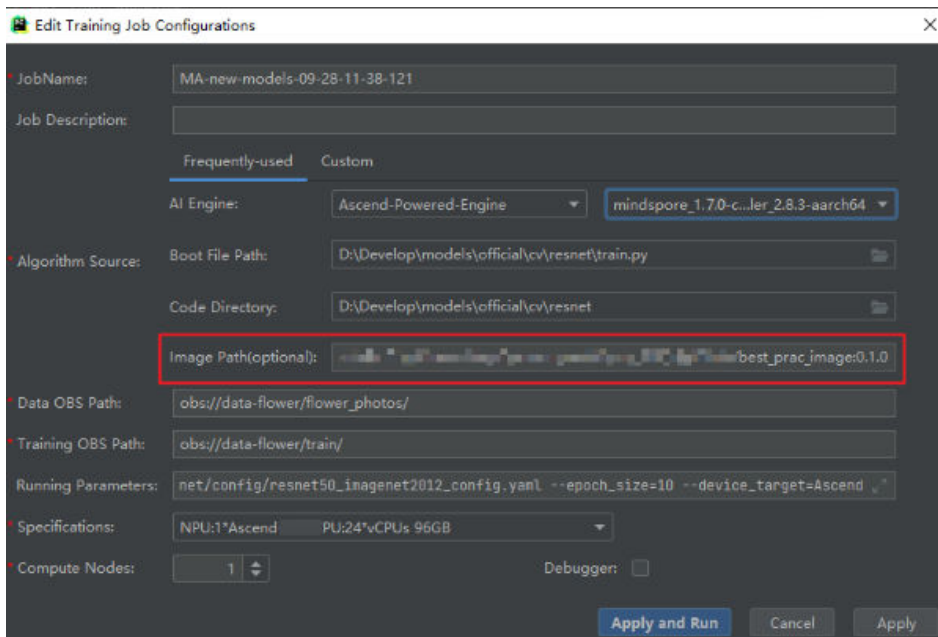 Edit Training Job Configurations
* JobName: MA-new-models-09-28-11-38-121
Job Description:
Frequently-used Custom
AI Engine: Ascend-Powered-Engine mindspore_1.7.0-c...ler_2.8.3-aarch64
* Algorithm Source: Boot File Path: D:\Develop\models\official\cv\resnet\train.py
Code Directory: D:\Develop\models\official\cv\resnet
Image Path(optional): /best_prac_image:0.1.0
* Data OBS Path: obs://data-flower/flower_photos/
* Training OBS Path: obs://data-flower/train/
Running Parameters: net/config/resnet50_imagenet2012_config.yaml --epoch_size=10 --device_target=Ascend
* Specifications: NPU:1*Ascend PU:24*vCPUs 96GB
* Compute Nodes: 1 Debugger:
Apply and Run Cancel Apply